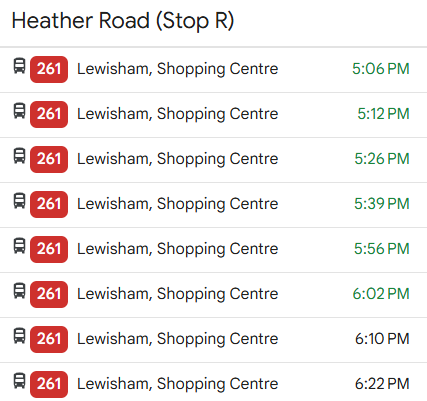 Heather Road (Stop R)
261 Lewisham, Shopping Centre 5:06 PM
261 Lewisham, Shopping Centre 5:12 PM
261 Lewisham, Shopping Centre 5:26 PM
261 Lewisham, Shopping Centre 5:39 PM
261 Lewisham, Shopping Centre 5:56 PM
261 Lewisham, Shopping Centre 6:02 PM
261 Lewisham, Shopping Centre 6:10 PM
261 Lewisham, Shopping Centre 6:22 PM